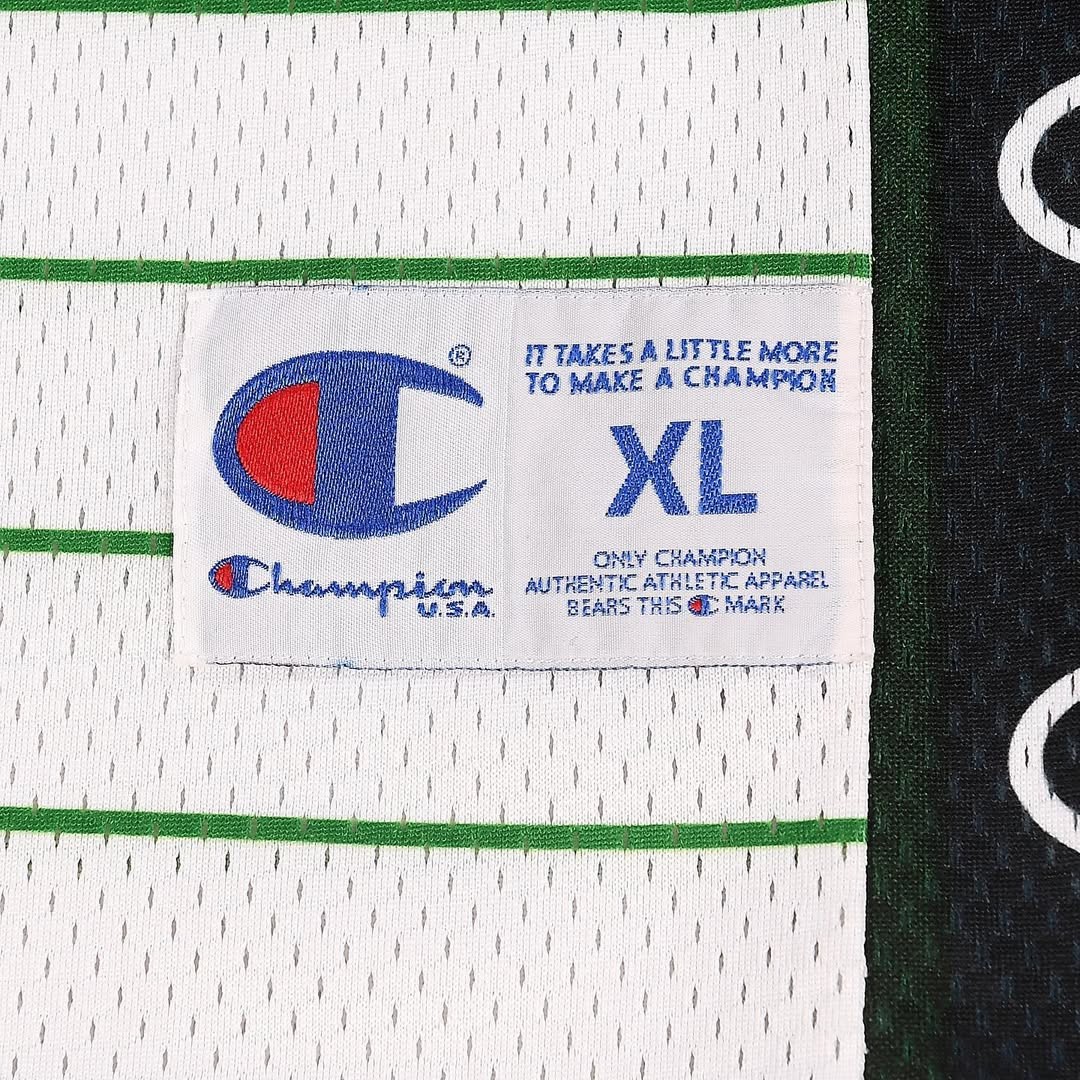 ®
Champion
U.S.A.
IT TAKES A LITTLE MORE
TO MAKE A CHAMPION
XL
ONLY CHAMPION
AUTHENTIC ATHLETIC APPAREL
BEARS THIS C MARK